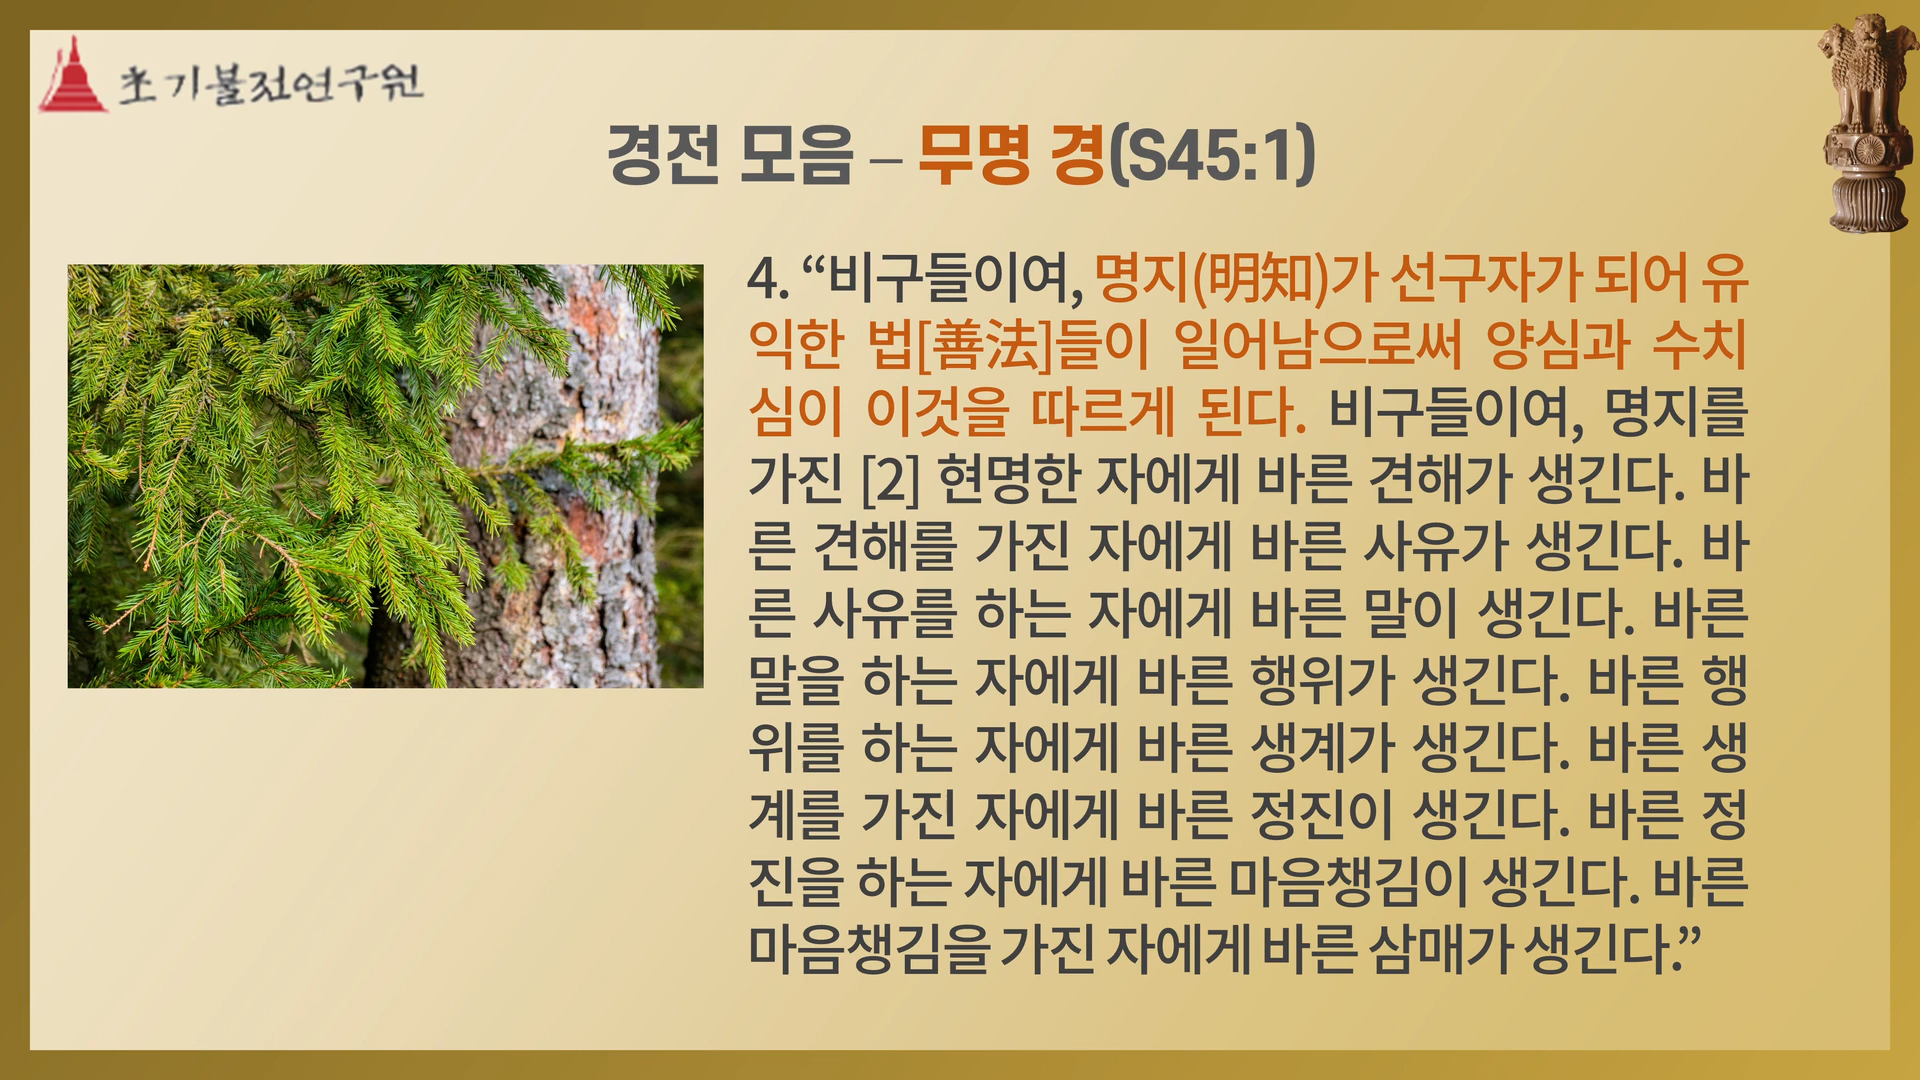 초기불전연구원
경전 모음 – 무명 경(S45:1)
4. “비구들이여, 명지(明知)가 선구자가 되어 유
익한 법[善法]들이 일어남으로써 양심과 수치
심이 이것을 따르게 된다. 비구들이여, 명지를
가진 [2] 현명한 자에게 바른 견해가 생긴다. 바
른 견해를 가진 자에게 바른 사유가 생긴다. 바
른 사유를 하는 자에게 바른 말이 생긴다. 바른
말을 하는 자에게 바른 행위가 생긴다. 바른 행
위를 하는 자에게 바른 생계가 생긴다. 바른 생
계를 가진 자에게 바른 정진이 생긴다. 바른 정
진을 하는 자에게 바른 마음챙김이 생긴다. 바른
마음챙김을 가진 자에게 바른 삼매가 생긴다.”